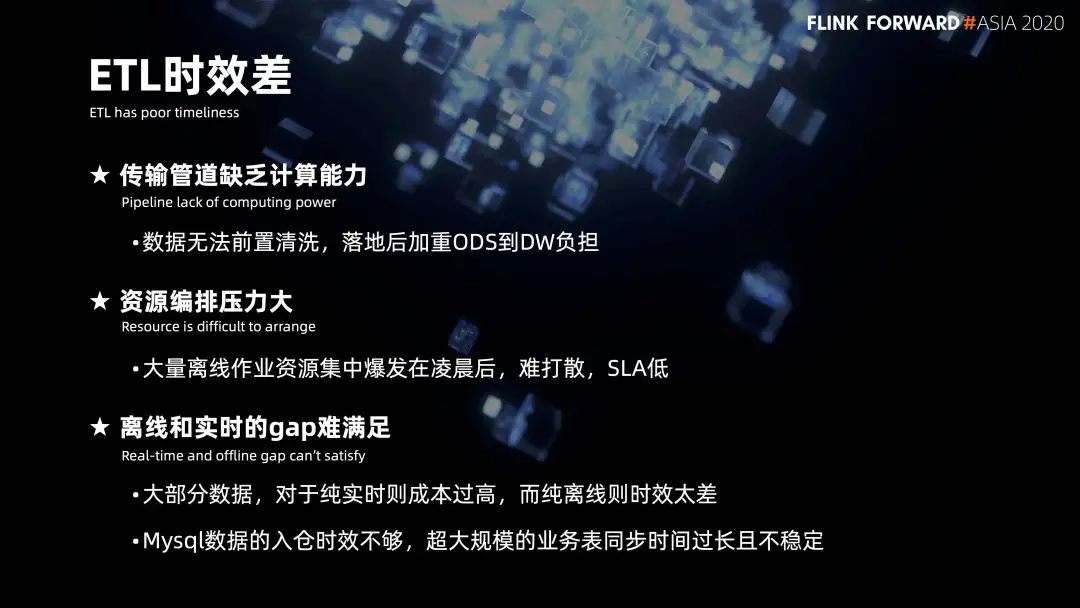 FLINK FORWARD#ASIA 2020
ETL时效差
ETL has poor timeliness
★ 传输管道缺乏计算能力
Pipeline lack of computing power
•数据无法前置清洗，落地后加重ODS到DW负担
★ 资源编排压力大
Resource is difficult to arrange
•大量离线作业资源集中爆发在凌晨后，难打散，SLA低
★ 离线和实时的gap难满足
Real-time and offline gap can't satisfy
•大部分数据，对于纯实时则成本过高，而纯离线则时效太差
•Mysql数据的入仓时效不够，超大规模的业务表同步时间过长且不稳定